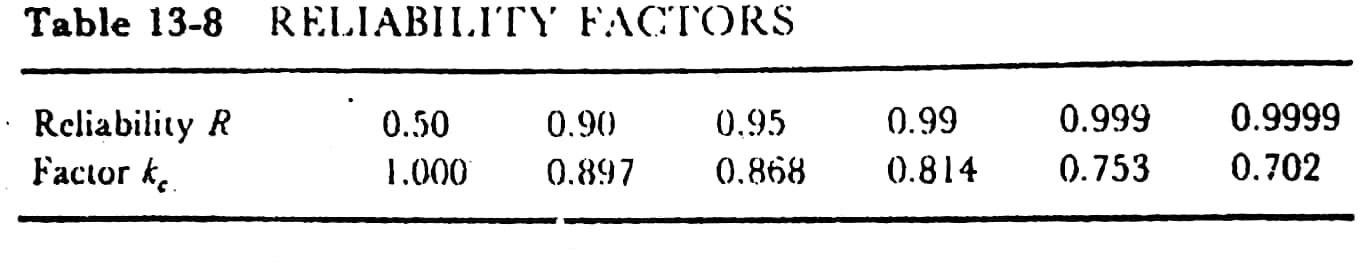 Table 13-8 RELIABILITY FACTORS
Reliability R 0.50 0.90 0.95 0.99 0.999 0.9999
Factor k_c 1.000 0.897 0.868 0.814 0.753 0.702